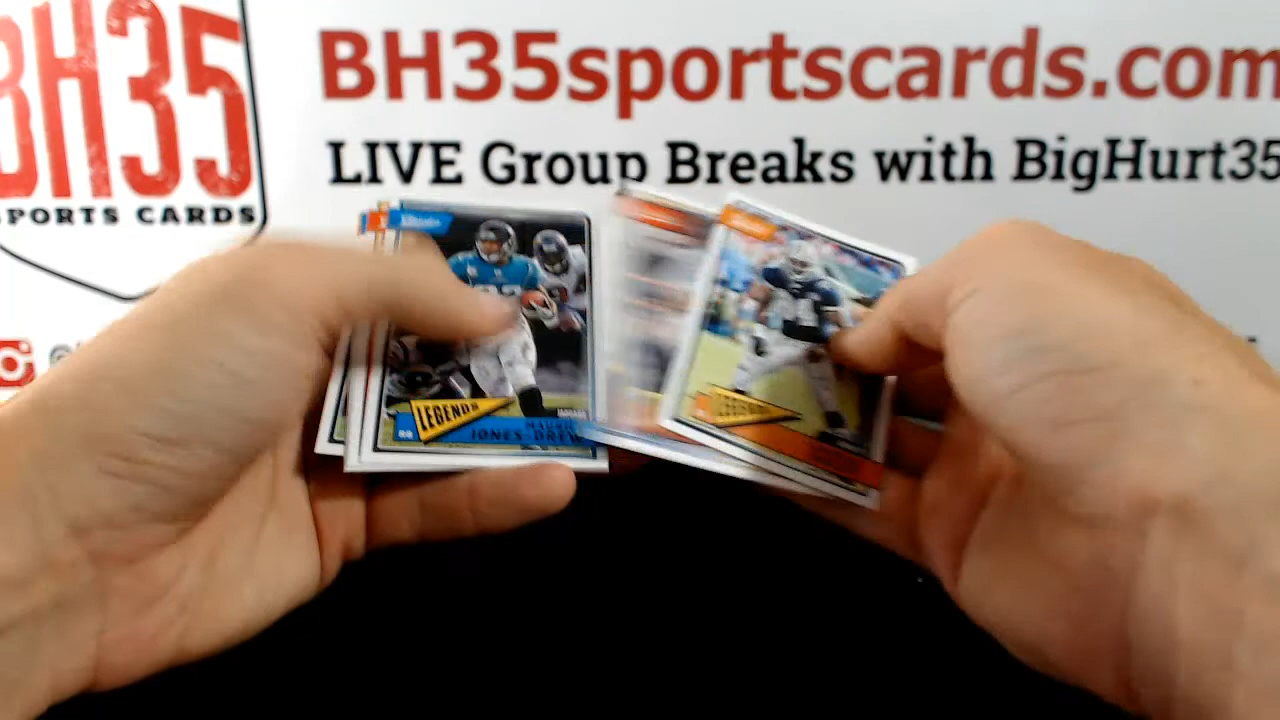 BH35
SPORTS CARDS
BH35sportscards.com
LIVE Group Breaks with BigHurt35
LEGENDS
JONES-DREW
LEGENDS